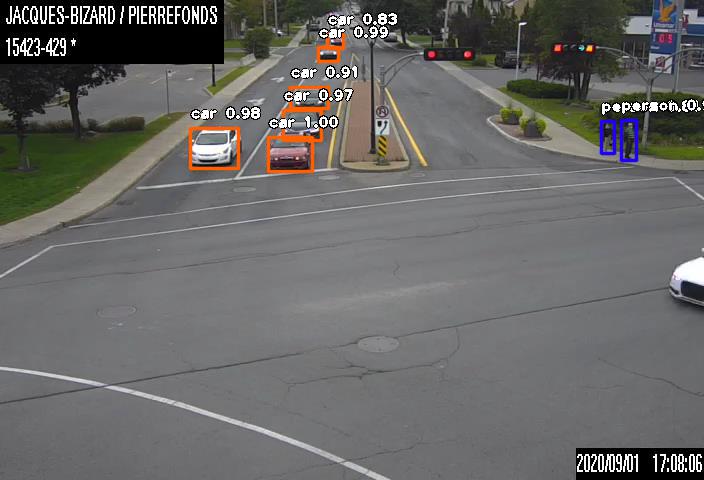 JACQUES-BIZARD / PIERREFONDS
15423-429 *
car 0.83
car 0.99
car 0.91
car 0.97
car 0.98
car 1.00
2020/09/01 17:08:06